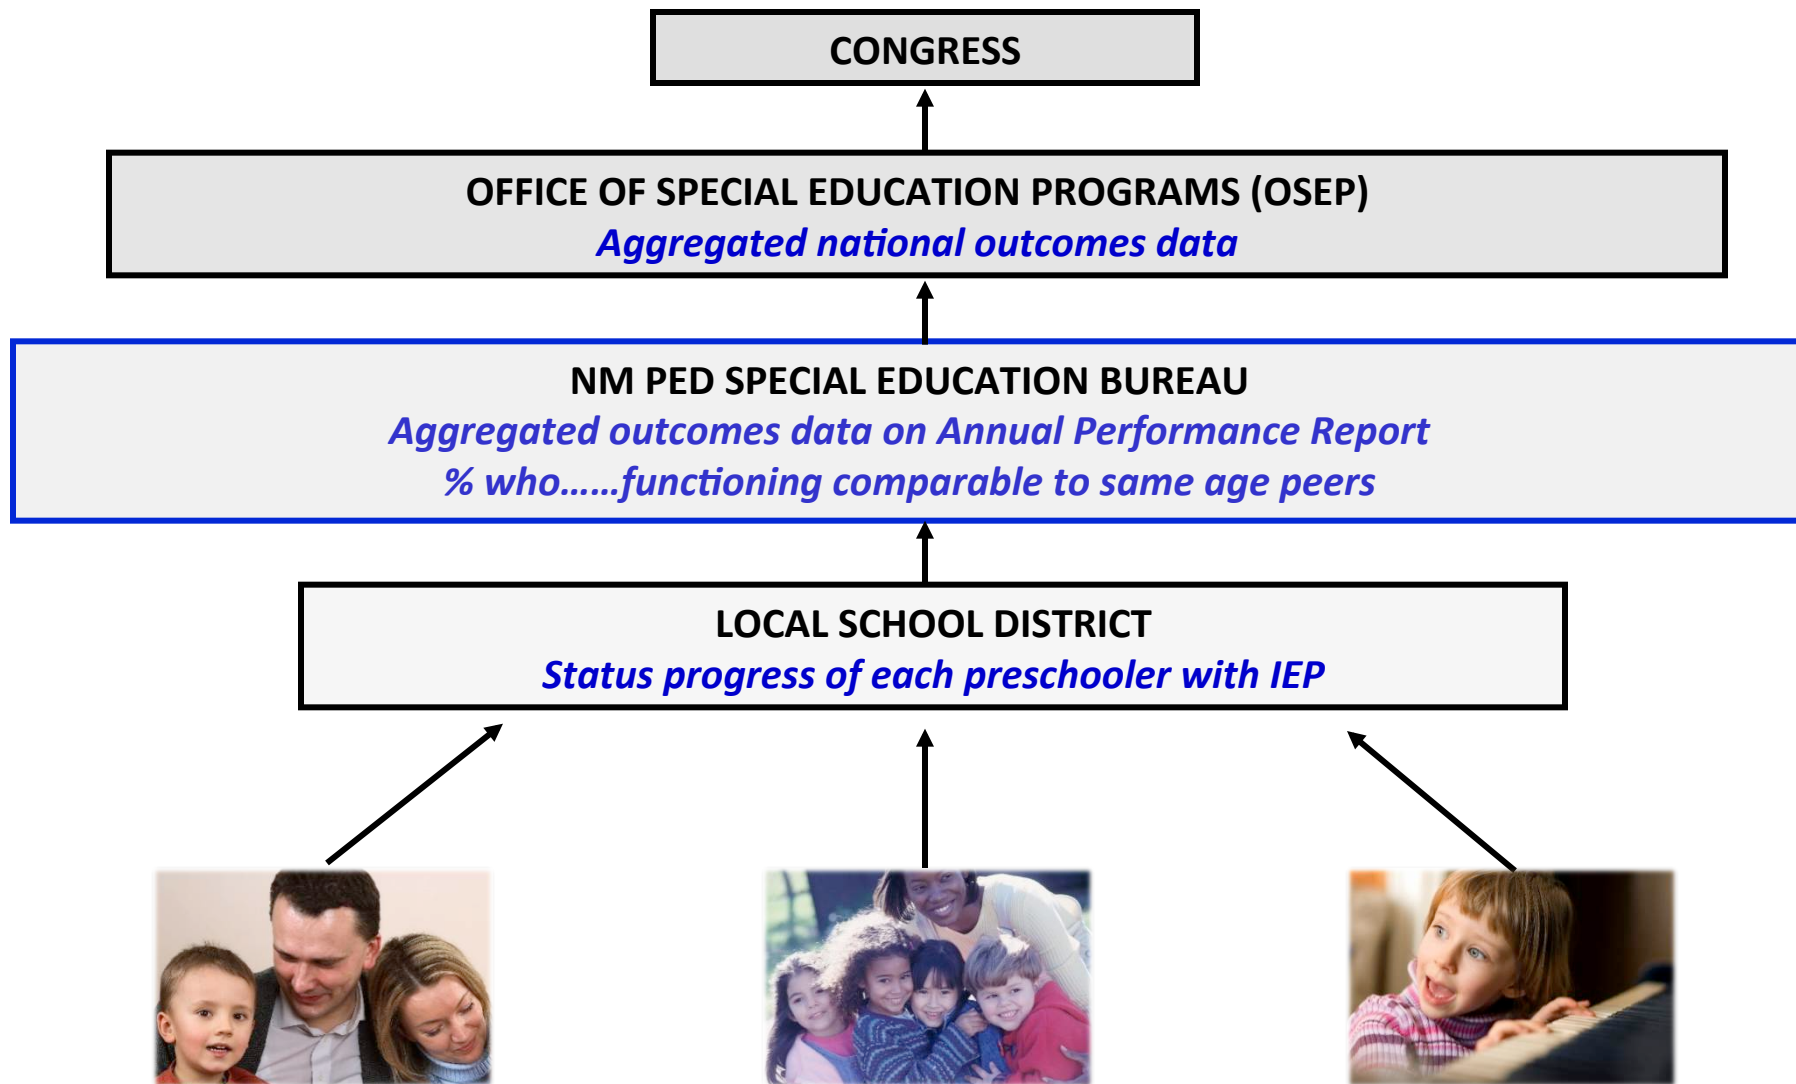 CONGRESS
OFFICE OF SPECIAL EDUCATION PROGRAMS (OSEP)
Aggregated national outcomes data
NM PED SPECIAL EDUCATION BUREAU
Aggregated outcomes data on Annual Performance Report
% who......functioning comparable to same age peers
LOCAL SCHOOL DISTRICT
Status progress of each preschooler with IEP